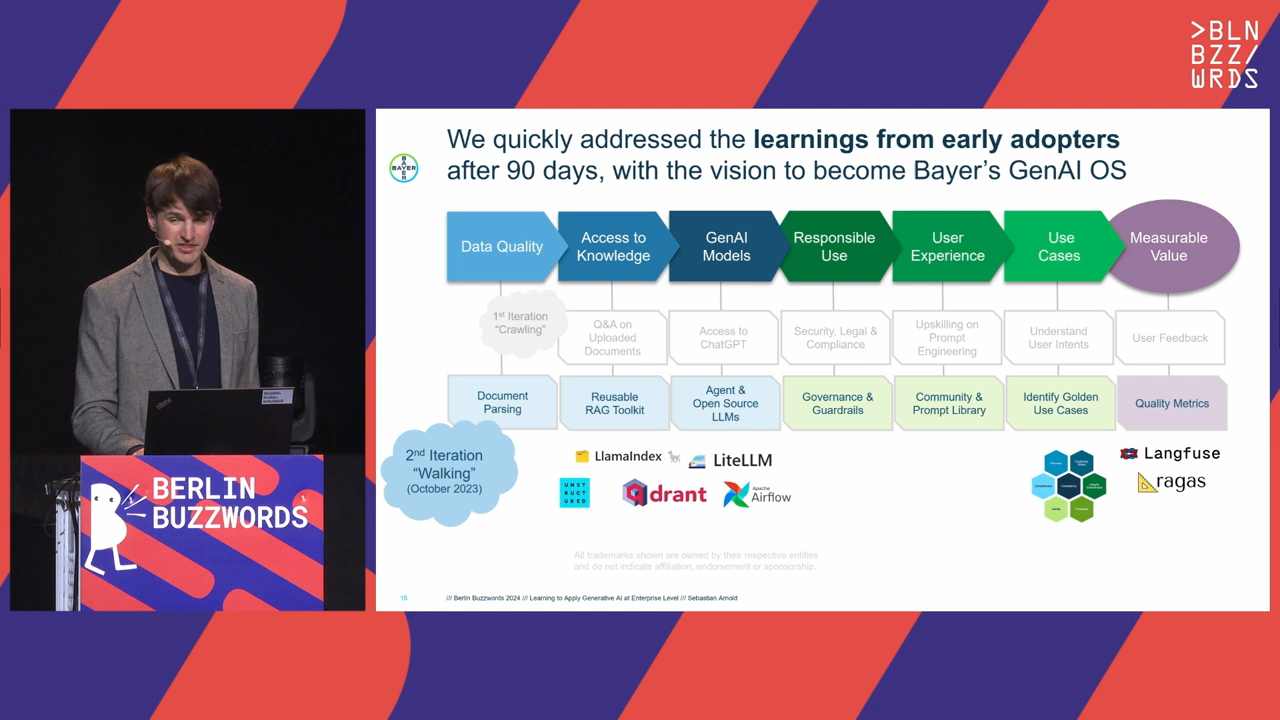 >BLN
BZZ/
WRDS
We quickly addressed the learnings from early adopters
after 90 days, with the vision to become Bayer's GenAI OS
BAYER
BAYER
Data Quality
Access to
Knowledge
GenAI
Models
Responsible
Use
User
Experience
Use
Cases
Measurable
Value
1st Iteration
"Crawling"
Q&A on
Uploaded
Documents
Access to
ChatGPT
Security, Legal &
Compliance
Upskilling on
Prompt
Engineering
Understand
User Intents
User Feedback
Document
Parsing
Reusable
RAG Toolkit
Agent &
Open Source
LLMs
Governance &
Guardrails
Community &
Prompt Library
Identify Golden
Use Cases
Quality Metrics
2nd Iteration
"Walking"
(October 2023)
LlamaIndex
LiteLLM
UNST
RUCT
URED
qdrant
Apache
Airflow
Langfuse
ragas
All trademarks shown are owned by their respective entities
and do not indicate affiliation, endorsement or sponsorship.
15
/// Berlin Buzzwords 2024 /// Learning to Apply Generative AI at Enterprise Level /// Sebastian Arnold
BERLIN
BUZZWORDS